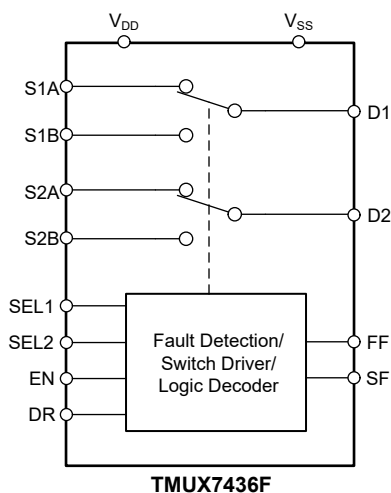 VDD
VSS
S1A
D1
S1B
S2A
D2
S2B
SEL1
SEL2
EN
DR
Fault Detection/
Switch Driver/
Logic Decoder
FF
SF
TMUX7436F